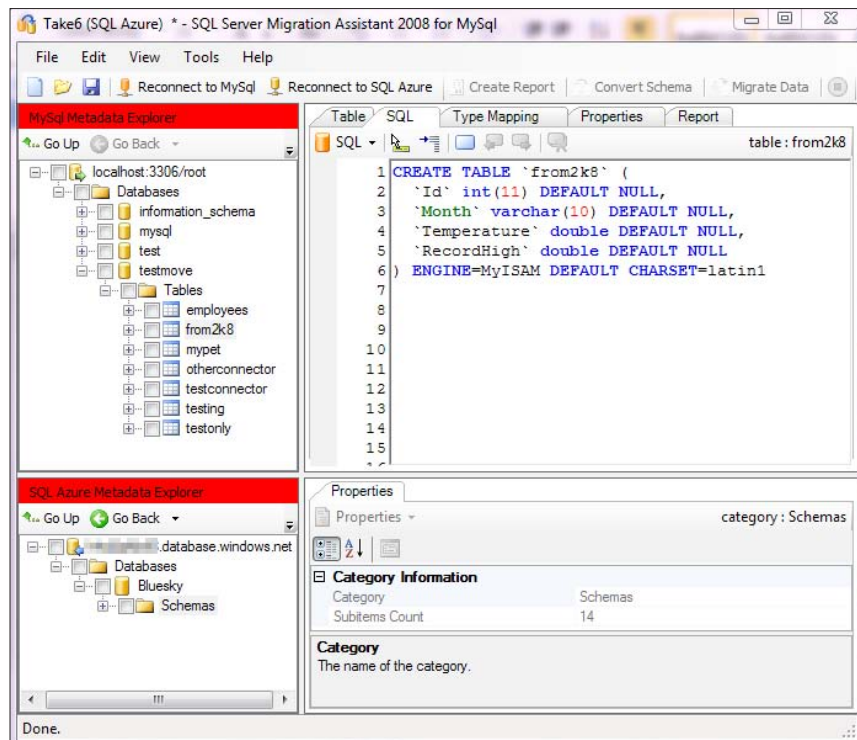 Take6 (SQL Azure) * - SQL Server Migration Assistant 2008 for MySql
File Edit View Tools Help
Reconnect to MySql Reconnect to SQL Azure Create Report Convert Schema Migrate Data
MySql Metadata Explorer
Go Up Go Back
localhost:3306/root
Databases
information_schema
mysql
test
testmove
Tables
employees
from2k8
mypet
otherconnector
testconnector
testing
testonly
Table SQL Type Mapping Properties Report
SQL table : from2k8
1 CREATE TABLE `from2k8` (
2 `Id` int(11) DEFAULT NULL,
3 `Month` varchar(10) DEFAULT NULL,
4 `Temperature` double DEFAULT NULL,
5 `RecordHigh` double DEFAULT NULL
6 ) ENGINE=MyISAM DEFAULT CHARSET=latin1
7
8
9
10
11
12
13
14
15
SQL Azure Metadata Explorer
Go Up Go Back
.database.windows.net
Databases
Bluesky
Schemas
Properties
Properties category : Schemas
Category Information
Category Schemas
Subitems Count 14
Category
The name of the category.
Done.